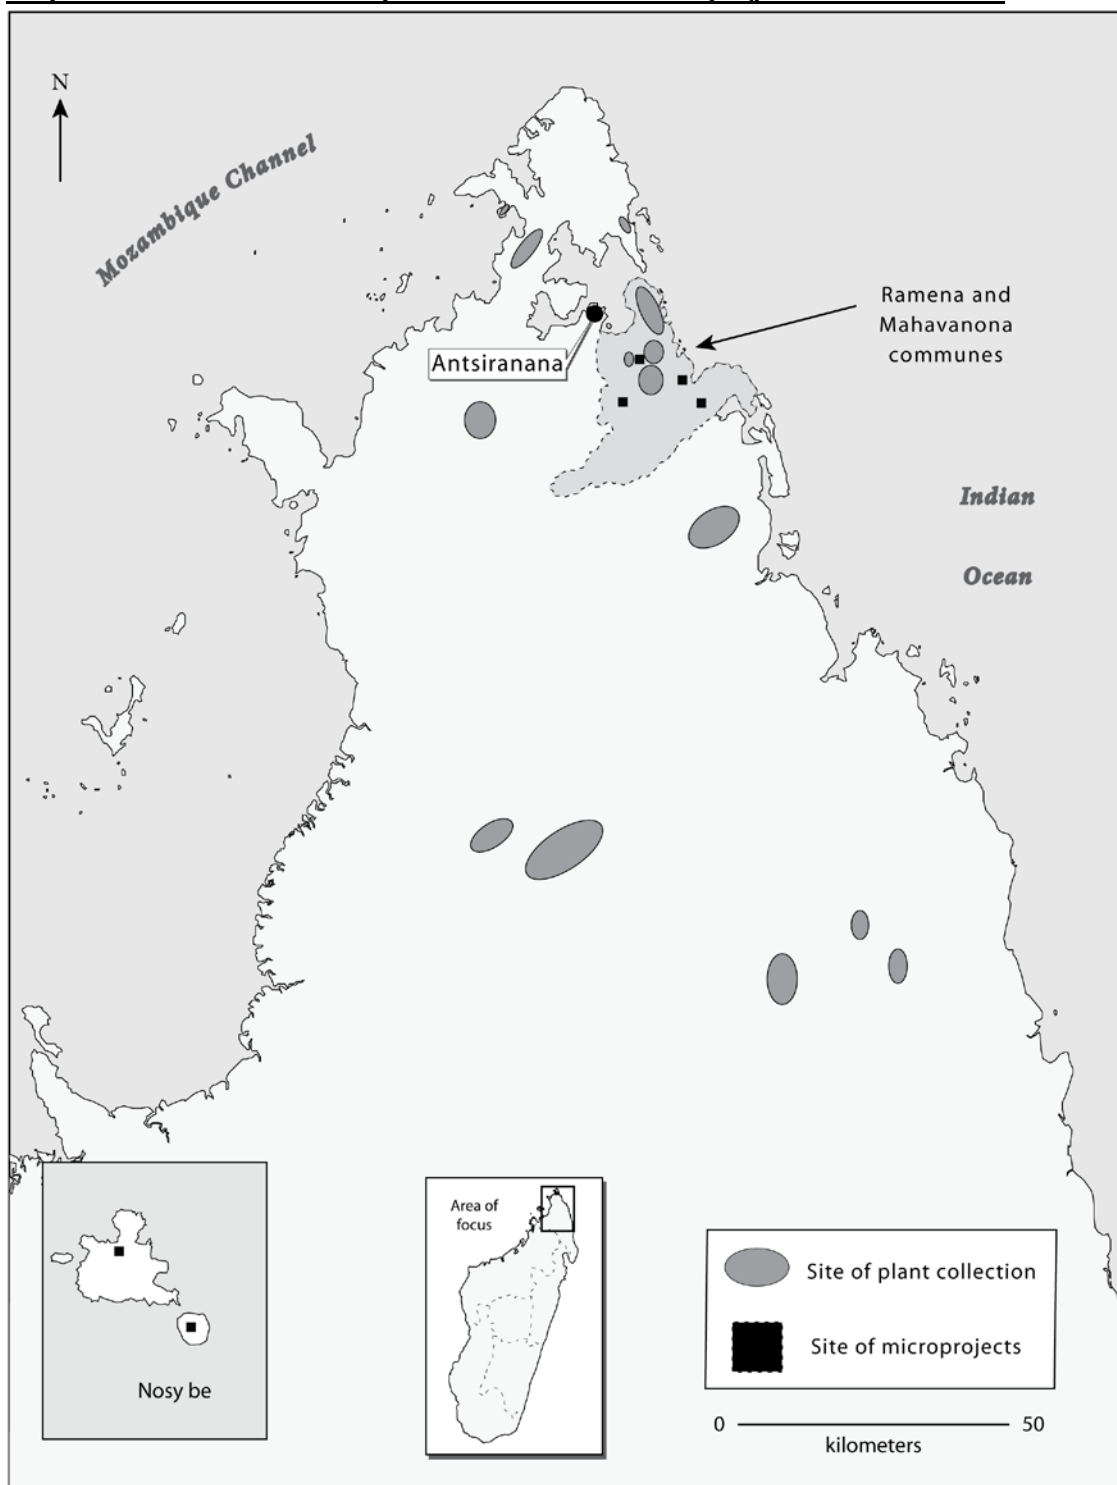 N
Mozambique Channel
Ramena and
Mahavanona
communes
Antsiranana
Indian
Ocean
Area of
focus
Nosy be
Site of plant collection
Site of microprojects
0 50
kilometers